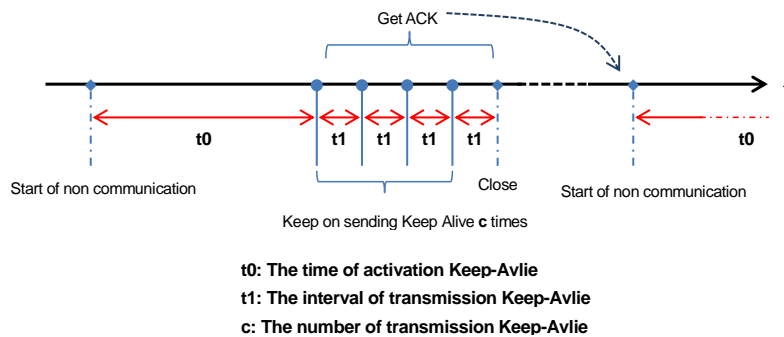 Get ACK
t0
t1
t1
t1
t1
t0
Start of non communication
Close
Start of non communication
Keep on sending Keep Alive c times
t0: The time of activation Keep-Avlie
t1: The interval of transmission Keep-Avlie
c: The number of transmission Keep-Avlie